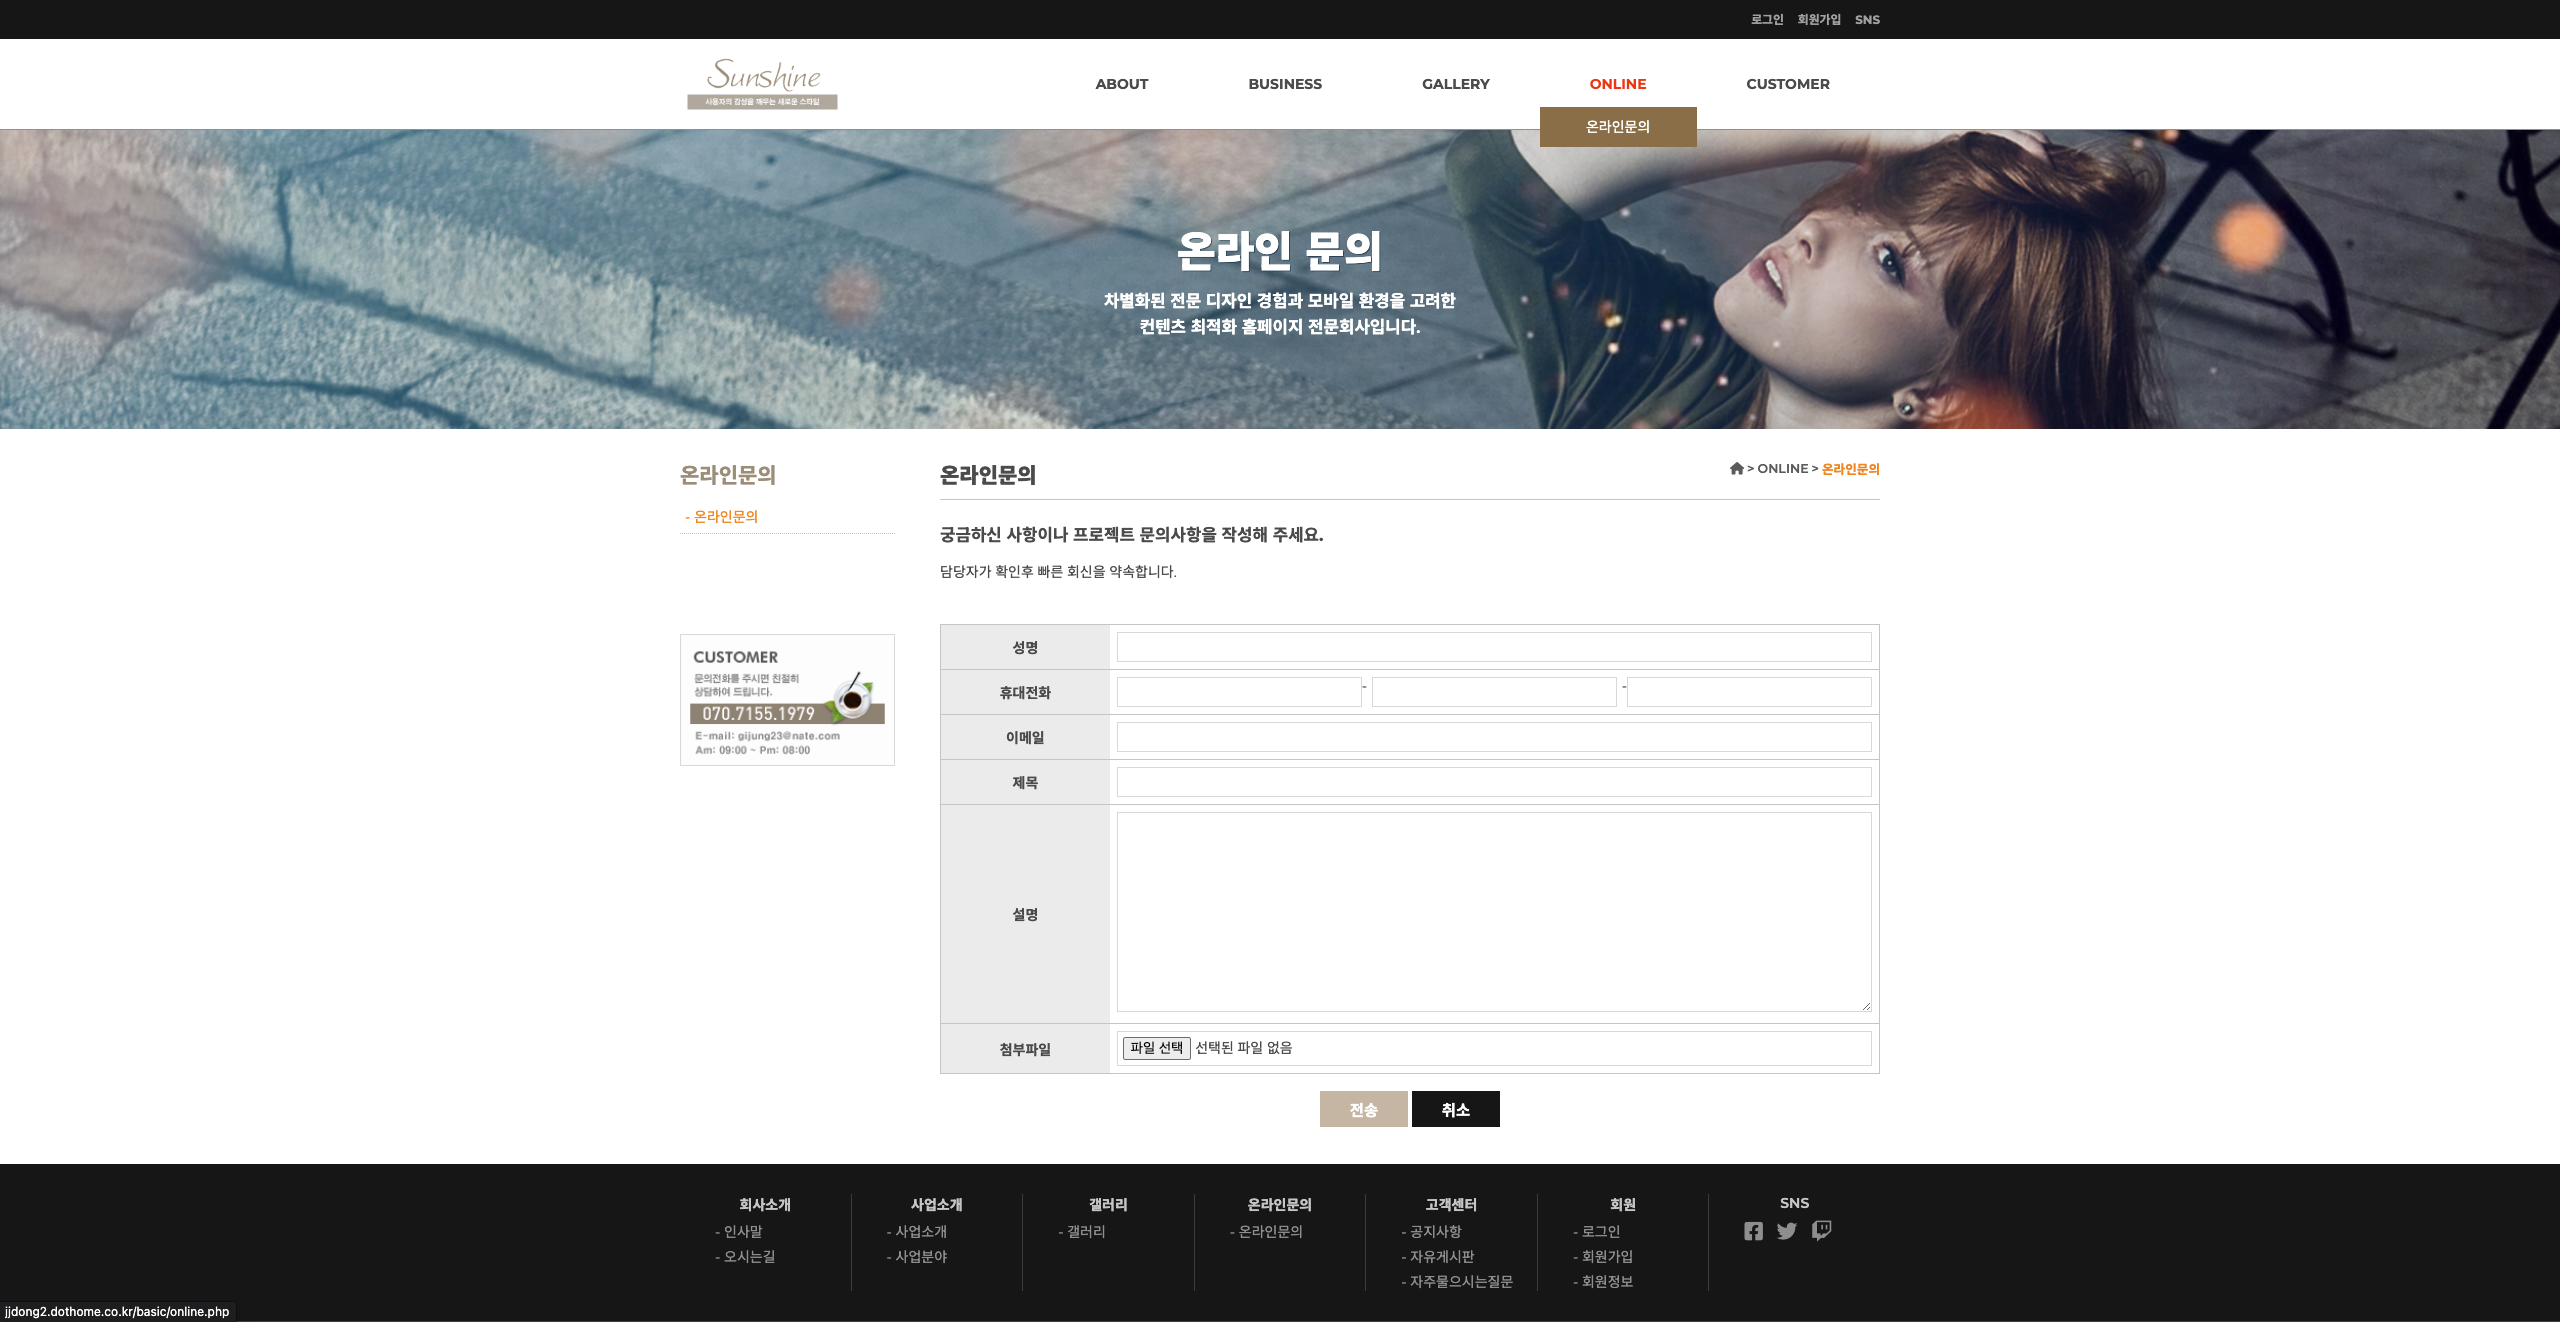 로그인 회원가입 SNS
Sunshine
사용자의 감성을 깨우는 새로운 스타일
ABOUT BUSINESS GALLERY ONLINE CUSTOMER
온라인문의
온라인 문의
차별화된 전문 디자인 경험과 모바일 환경을 고려한
컨텐츠 최적화 홈페이지 전문회사입니다.
온라인문의
- 온라인문의
CUSTOMER
문의전화를 주시면 친절히
상담하여 드립니다.
070.7155.1979
E-mail: gijung23@nate.com
Am: 09:00 ~ Pm: 08:00
온라인문의
> ONLINE > 온라인문의
궁금하신 사항이나 프로젝트 문의사항을 작성해 주세요.
담당자가 확인후 빠른 회신을 약속합니다.
성명
휴대전화 - -
이메일
제목
설명
첨부파일 파일 선택 선택된 파일 없음
전송 취소
회사소개
- 인사말
- 오시는길
사업소개
- 사업소개
- 사업분야
갤러리
- 갤러리
온라인문의
- 온라인문의
고객센터
- 공지사항
- 자유게시판
- 자주물으시는질문
회원
- 로그인
- 회원가입
- 회원정보
SNS
jjdong2.dothome.co.kr/basic/online.php